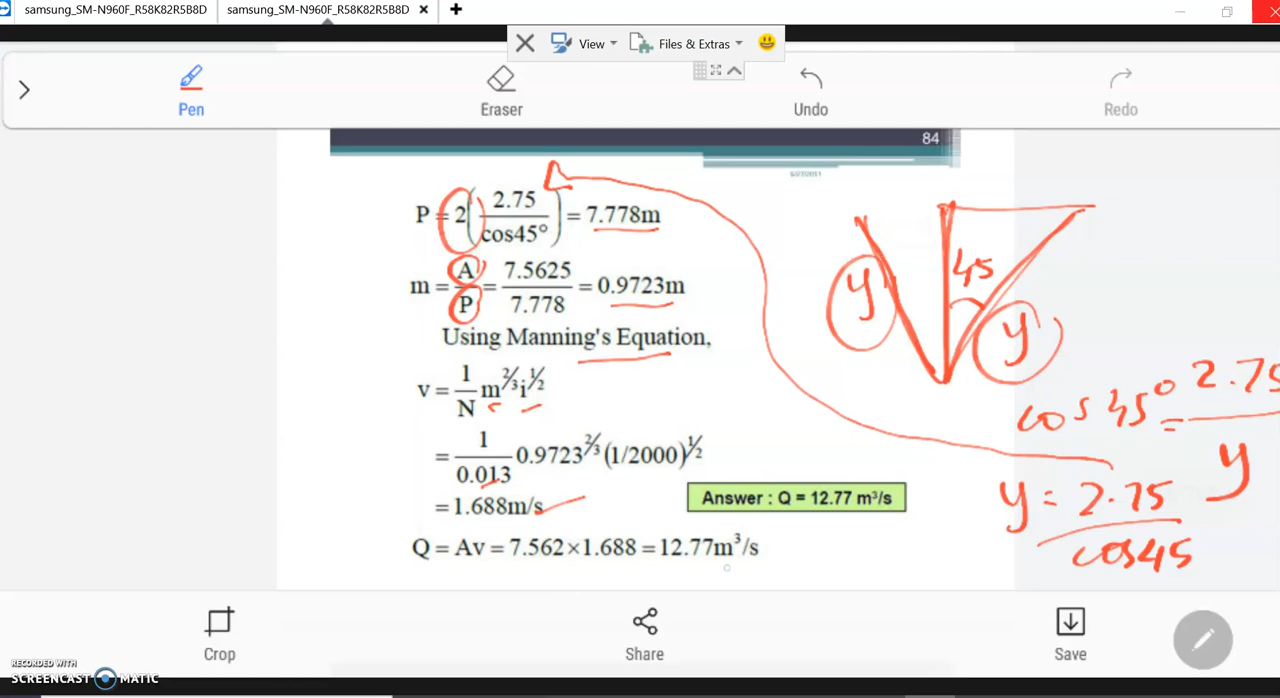 samsung_SM-N960F_R58K82R5B8D
samsung_SM-N960F_R58K82R5B8D
View
Files & Extras
Pen
Eraser
Undo
Redo
84
P = 2(2.75/cos45°) = 7.778m
m = A/P = 7.5625/7.778 = 0.9723m
Using Manning's Equation,
v = 1/N m^⅔ i^½
= 1/0.013 0.9723^⅔ (1/2000)^½
= 1.688m/s
Answer : Q = 12.77 m³/s
Q = Av = 7.562×1.688 = 12.77m³/s
45
y
y
cos 45° = 2.75/y
y = 2.75/cos45
Crop
Share
Save
RECORDED WITH
SCREENCAST MATIC